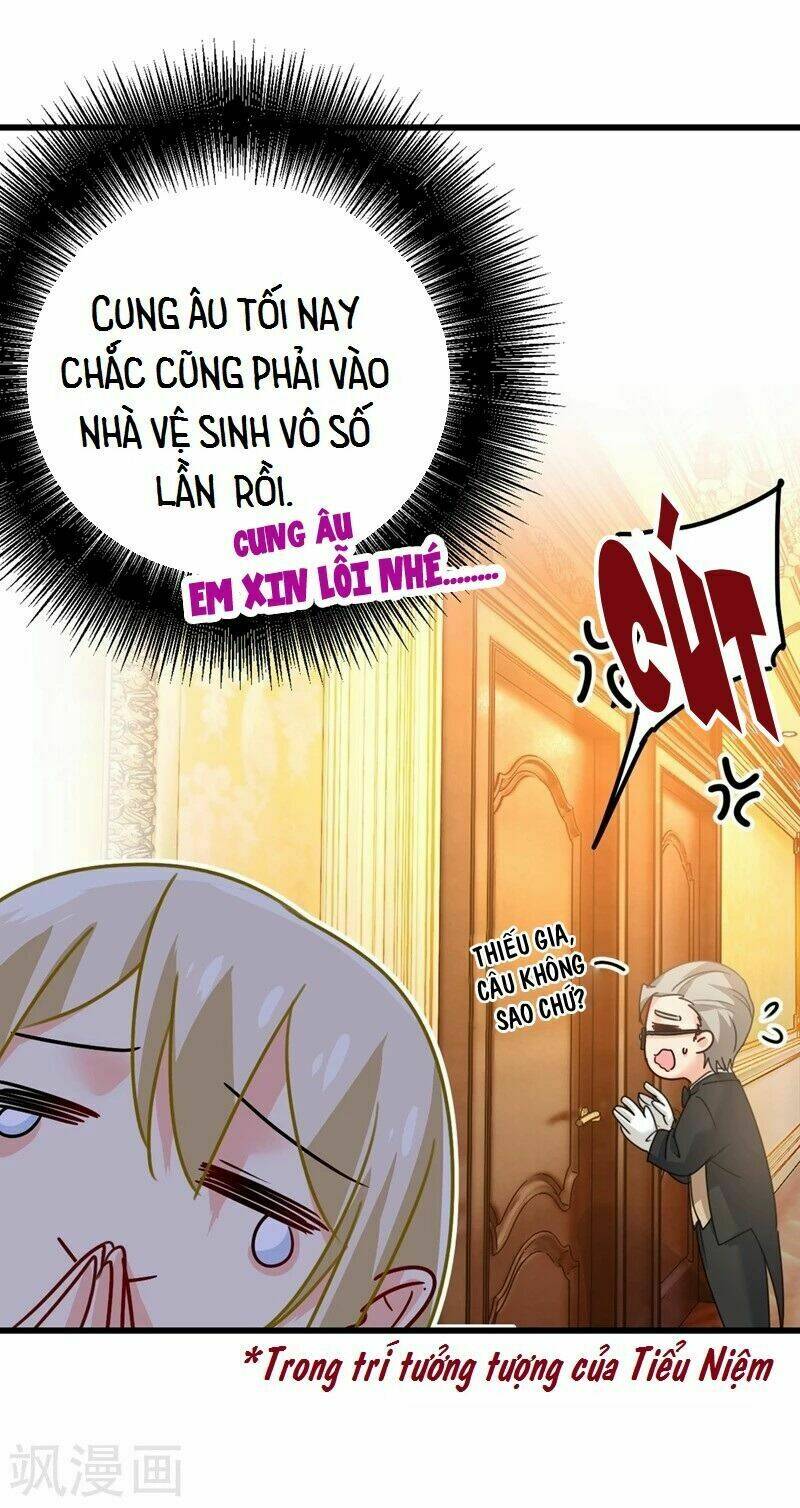 CUNG ÂU TỐI NAY
CHẮC CŨNG PHẢI VÀO
NHÀ VỆ SINH VÔ SỐ
LẦN RỒI.
CUNG ÂU
EM XIN LỖI NHÉ........
CÚT
THIẾU GIA,
CẬU KHÔNG
SAO CHỨ?
*Trong trí tưởng tượng của Tiểu Niệm
飒漫画